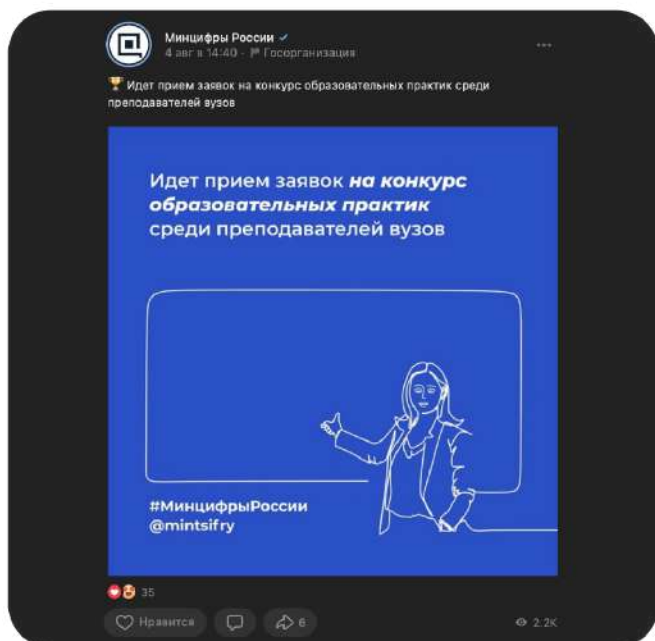 Минцифры России
4 авг в 14:40 · Госорганизация
🏆 Идет прием заявок на конкурс образовательных практик среди
преподавателей вузов
Идет прием заявок на конкурс
образовательных практик
среди преподавателей вузов
#МинцифрыРоссии
@mintsifry
35
Нравится
6
2.2K